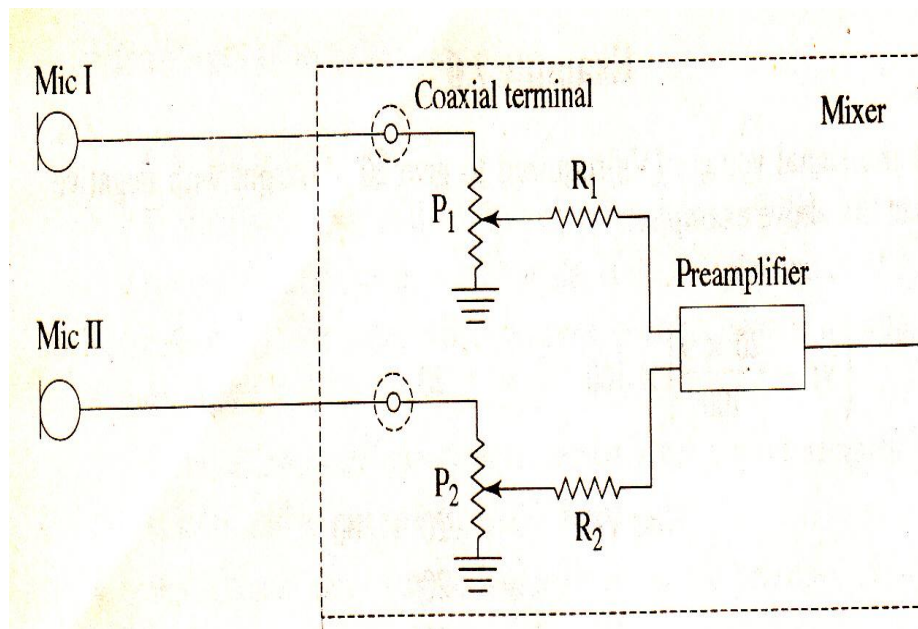 Mic I
Coaxial terminal
Mixer
P₁
R₁
Preamplifier
Mic II
P₂
R₂